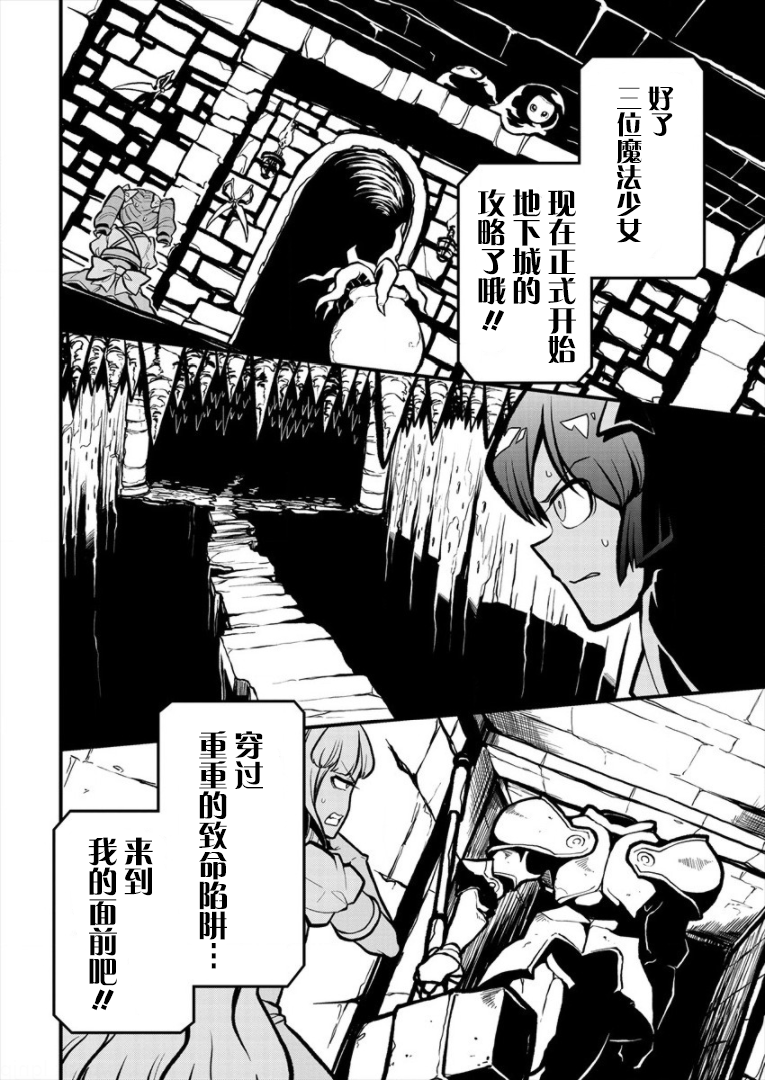 好了
三位魔法少女
现在正式开始
地下城的
攻略了哦!!
穿过
重重的致命陷阱…
来到
我的面前吧!!